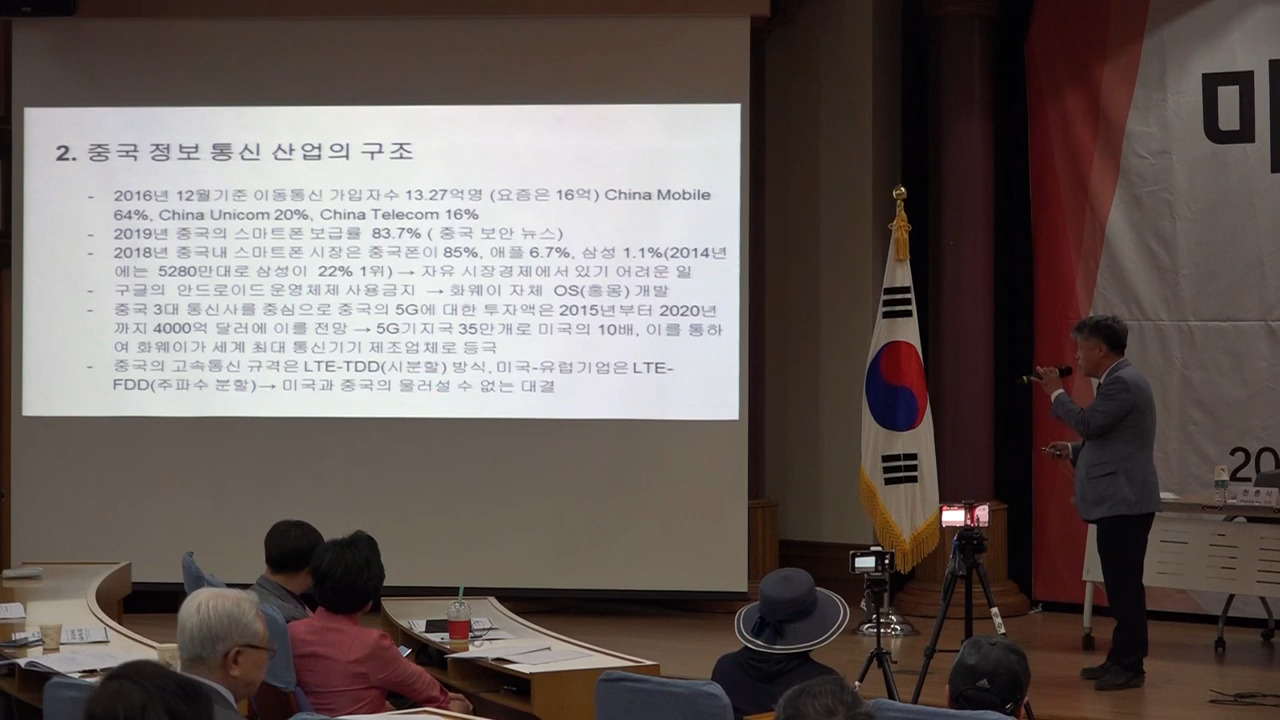 2. 중국 정보 통신 산업의 구조
- 2016년 12월기준 이동통신 가입자수 13.27억명 (요즘은 16억) China Mobile
64%, China Unicom 20%, China Telecom 16%
- 2019년 중국의 스마트폰 보급률 83.7% ( 중국 보안 뉴스)
- 2018년 중국내 스마트폰 시장은 중국폰이 85%, 애플 6.7%, 삼성 1.1%(2014년
에는 5280만대로 삼성이 22% 1위) → 자유 시장경제에서 있기 어려운 일
- 구글의 안드로이드 운영체제 사용금지 → 화웨이 자체 OS(홍몽) 개발
- 중국 3대 통신사를 중심으로 중국의 5G에 대한 투자액은 2015년부터 2020년
까지 4000억 달러에 이를 전망 → 5G기지국 35만개로 미국의 10배, 이를 통하
여 화웨이가 세계 최대 통신기기 제조업체로 등극
- 중국의 고속통신 규격은 LTE-TDD(시분할) 방식, 미국-유럽기업은 LTE-
FDD(주파수 분할)→ 미국과 중국의 물러설 수 없는 대결
20